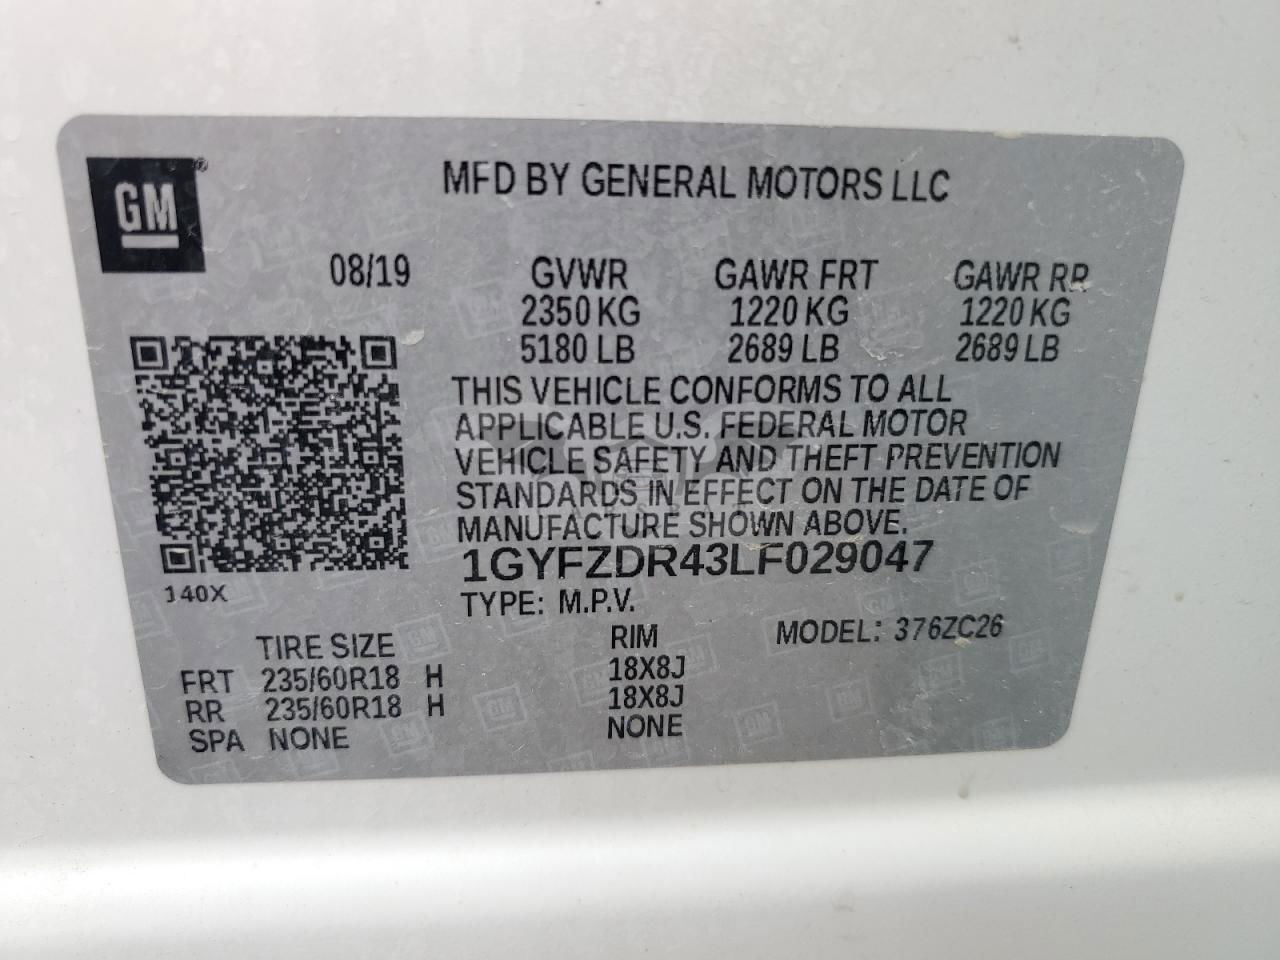 GM®
MFD BY GENERAL MOTORS LLC
08/19
GVWR GAWR FRT GAWR RR
2350 KG 1220 KG 1220 KG
5180 LB 2689 LB 2689 LB
THIS VEHICLE CONFORMS TO ALL
APPLICABLE U.S. FEDERAL MOTOR
VEHICLE SAFETY AND THEFT PREVENTION
STANDARDS IN EFFECT ON THE DATE OF
MANUFACTURE SHOWN ABOVE.
1GYFZDR43LF029047
140X
TYPE: M.P.V.
MODEL: 376ZC26
TIRE SIZE RIM
FRT 235/60R18 H 18X8J
RR 235/60R18 H 18X8J
SPA NONE NONE